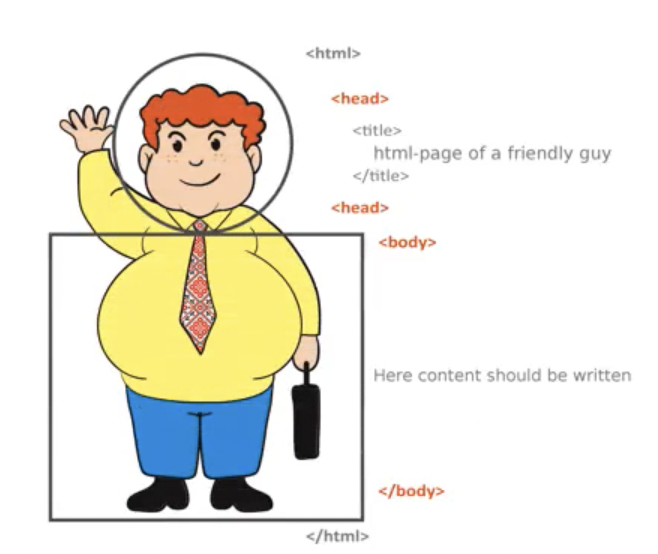 <html>
<head>
<title>
html-page of a friendly guy
</title>
<head>
<body>
Here content should be written
</body>
</html>